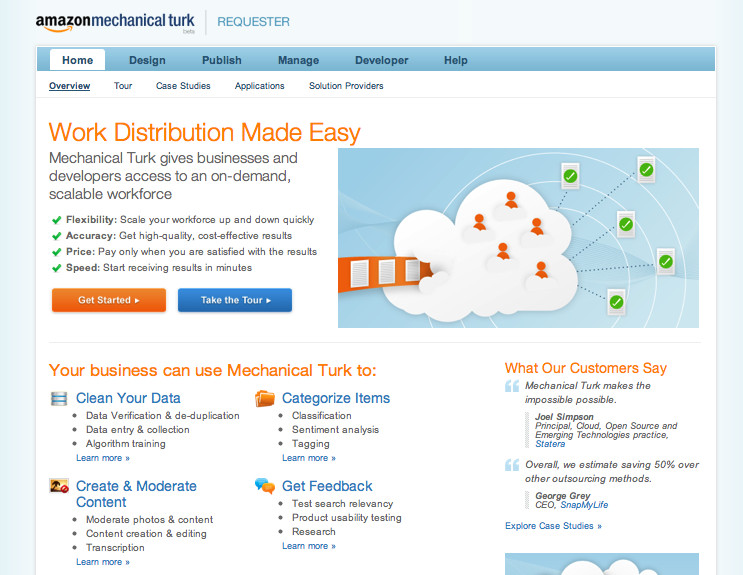 amazonmechanical turk
beta
REQUESTER
Home Design Publish Manage Developer Help
Overview Tour Case Studies Applications Solution Providers
Work Distribution Made Easy
Mechanical Turk gives businesses and
developers access to an on-demand,
scalable workforce
Flexibility: Scale your workforce up and down quickly
Accuracy: Get high-quality, cost-effective results
Price: Pay only when you are satisfied with the results
Speed: Start receiving results in minutes
Get Started ▸ Take the Tour ▸
Your business can use Mechanical Turk to:
Clean Your Data
• Data Verification & de-duplication
• Data entry & collection
• Algorithm training
Learn more »
Categorize Items
• Classification
• Sentiment analysis
• Tagging
Learn more »
Create & Moderate
Content
• Moderate photos & content
• Content creation & editing
• Transcription
Learn more »
Get Feedback
• Test search relevancy
• Product usability testing
• Research
Learn more »
What Our Customers Say
“ Mechanical Turk makes the
impossible possible.
Joel Simpson
Principal, Cloud, Open Source and
Emerging Technologies practice,
Statera
“ Overall, we estimate saving 50% over
other outsourcing methods.
George Grey
CEO, SnapMyLife
Explore Case Studies »